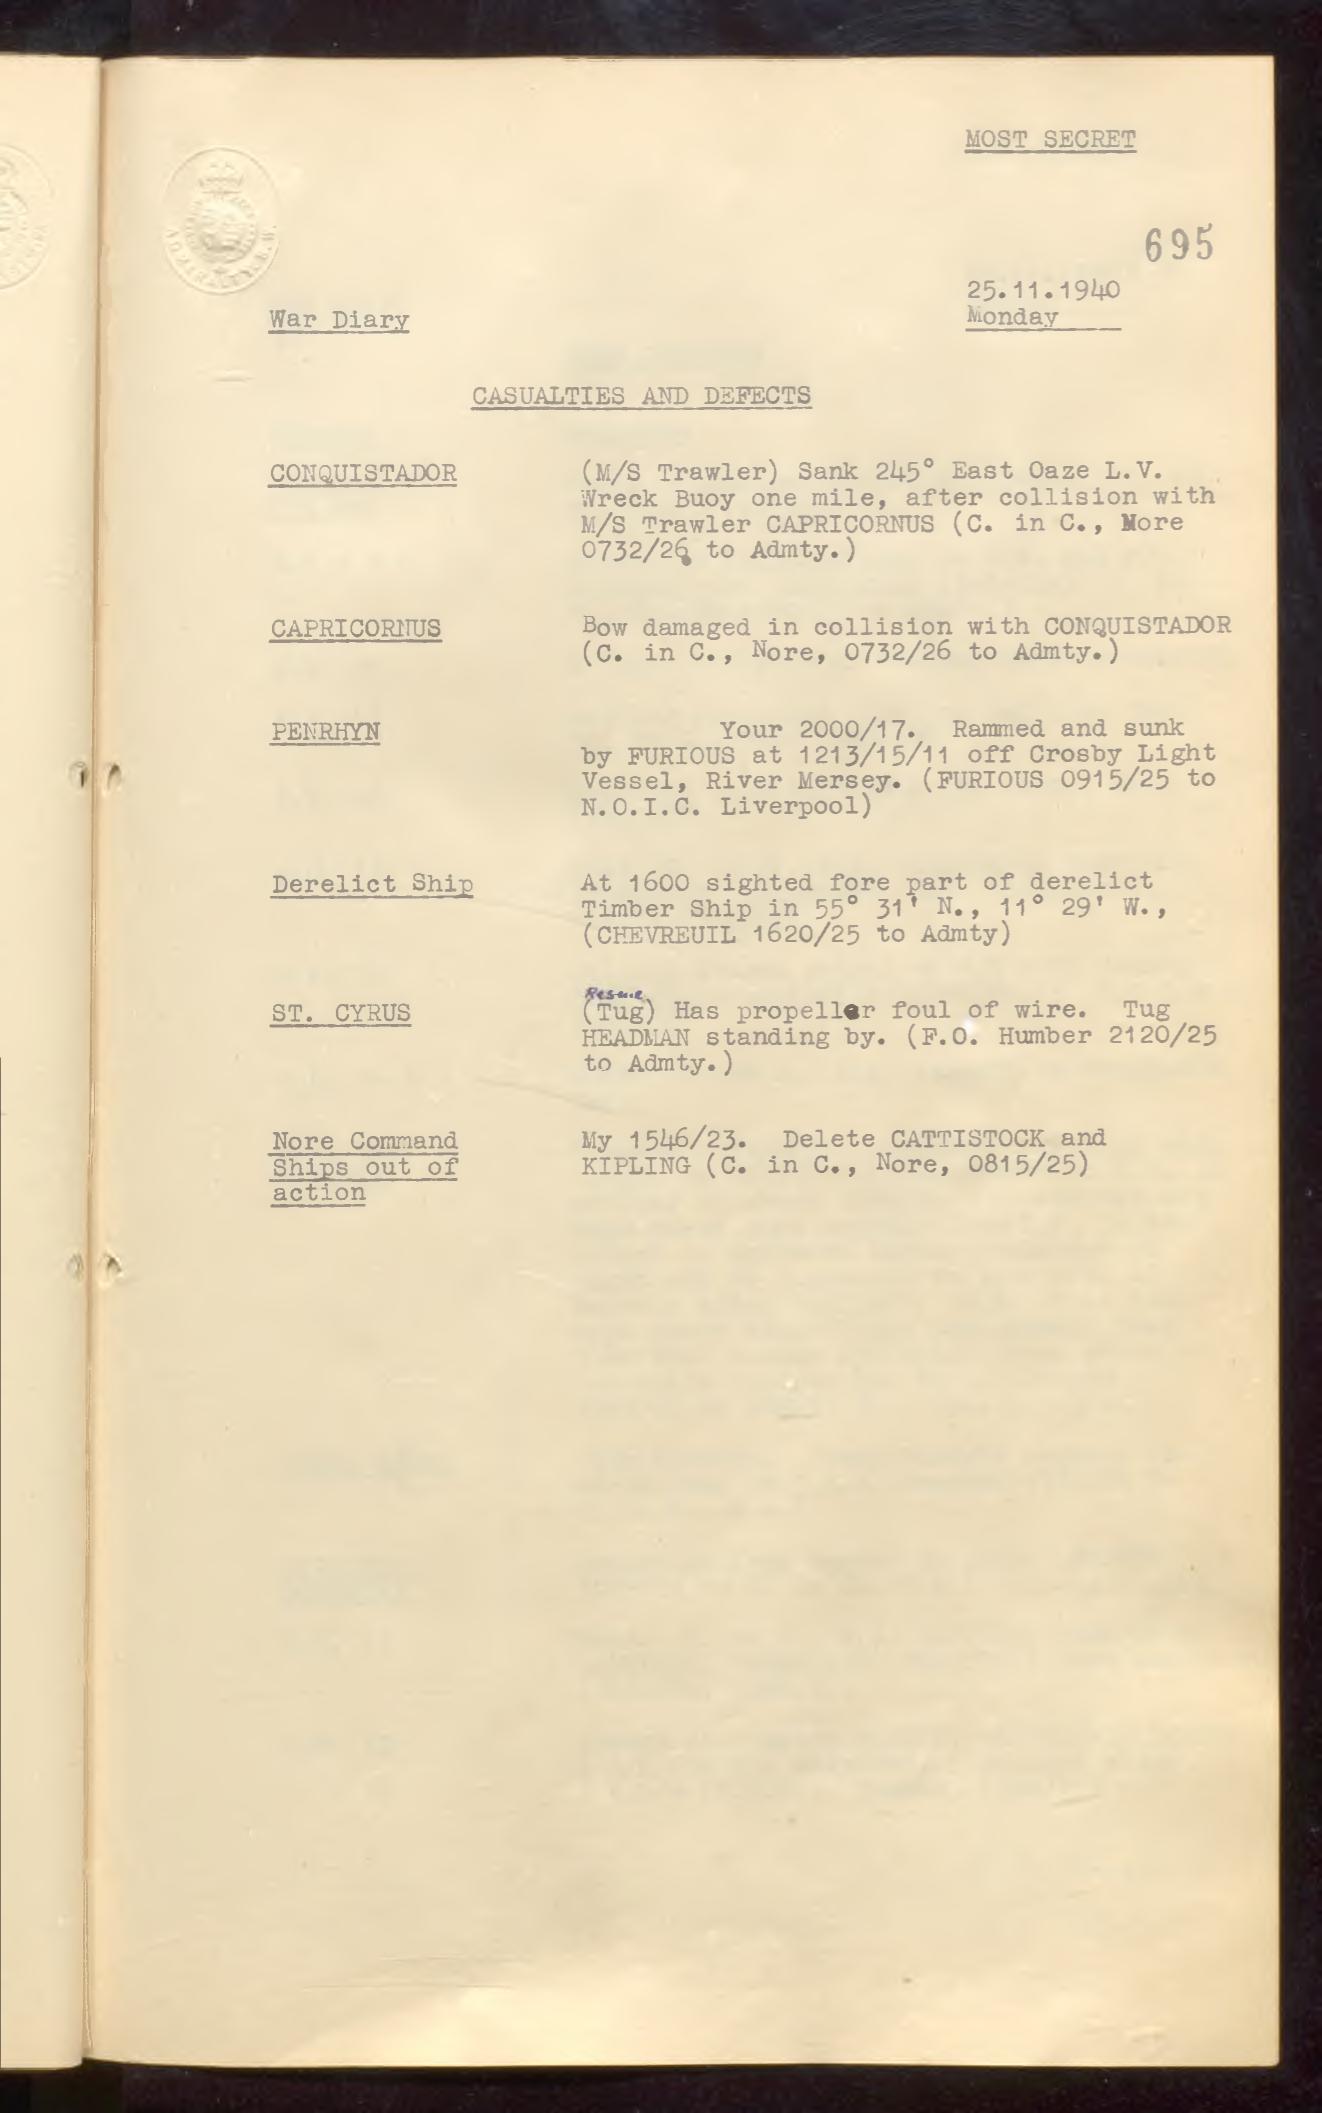 MOST SECRET
695
25.11.1940
Monday
War Diary
CASUALTIES AND DEFECTS
CONQUISTADOR
(M/S Trawler) Sank 245° East Oaze L.V.
Wreck Buoy one mile, after collision with
M/S Trawler CAPRICORNUS (C. in C., Nore
0732/26 to Admty.)
CAPRICORNUS
Bow damaged in collision with CONQUISTADOR
(C. in C., Nore, 0732/26 to Admty.)
PENRHYN
Your 2000/17. Rammed and sunk
by FURIOUS at 1213/15/11 off Crosby Light
Vessel, River Mersey. (FURIOUS 0915/25 to
N.O.I.C. Liverpool)
Derelict Ship
At 1600 sighted fore part of derelict
Timber Ship in 55° 31' N., 11° 29' W.,
(CHEVREUIL 1620/25 to Admty)
ST. CYRUS
Rescue
(Tug) Has propeller foul of wire. Tug
HEADMAN standing by. (F.O. Humber 2120/25
to Admty.)
Nore Command
Ships out of
action
My 1546/23. Delete CATTISTOCK and
KIPLING (C. in C., Nore, 0815/25)